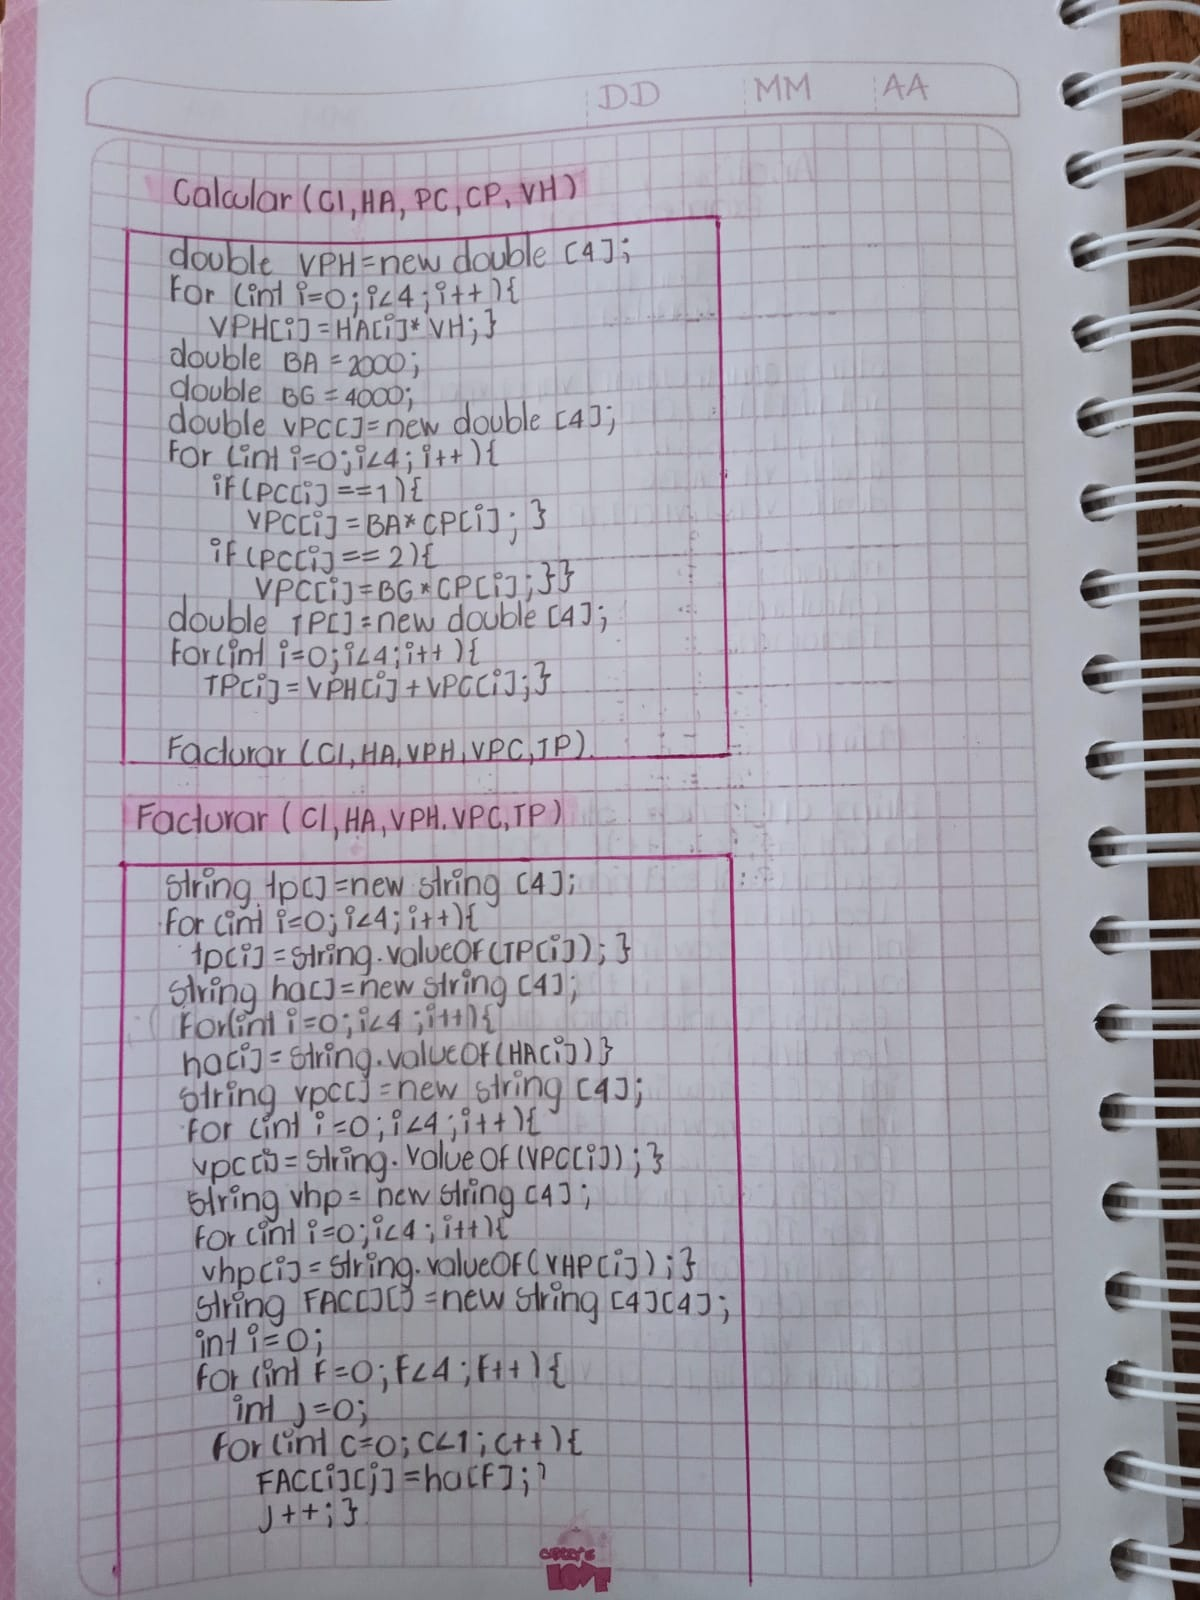 DD MM AA
Calcular (CI, HA, PC, CP, VH)
double VPH=new double [4];
for (int i=0; i<4; i++){
VPH[i]=HA[i]* VH;}
double BA = 2000;
double BG = 4000;
double VPC[]=new double [4];
for (int i=0; i<4; i++){
if(PC[i]==1){
VPC[i]=BA* CP[i]; }
if(PC[i]==2){
VPC[i]=BG*CP[i];}}
double TP[]=new double [4];
for(int i=0; i<4; i++){
TP[i]=VPH[i]+VPC[i];}
Facturar (CI, HA, VPH, VPC, TP).
Facturar (CI, HA, VPH. VPC, TP)
String tp[]=new string [4];
for (int i=0; i<4; i++){
tp[i]=String.valueOf(TP[i]); }
String ha[]=new string [4];
For(int i=0; i<4 ; i++){
ha[i]=String.valueOf(HA[i])}
String vpc[]=new string [4];
for (int i=0; i<4; i++){
vpc[i]=String.ValueOf(VPC[i]);}
String vhp= new String [4];
for (int i=0; i<4; i++){
vhp[i]=String.valueOf(VHP[i]);}
String FAC[][]=new String [4][4];
int i=0;
for (int F=0; F<4; F++){
int j=0;
for (int C=0; C<1; C++){
FAC[i][j]=ha[F];
j++;}
LOVE